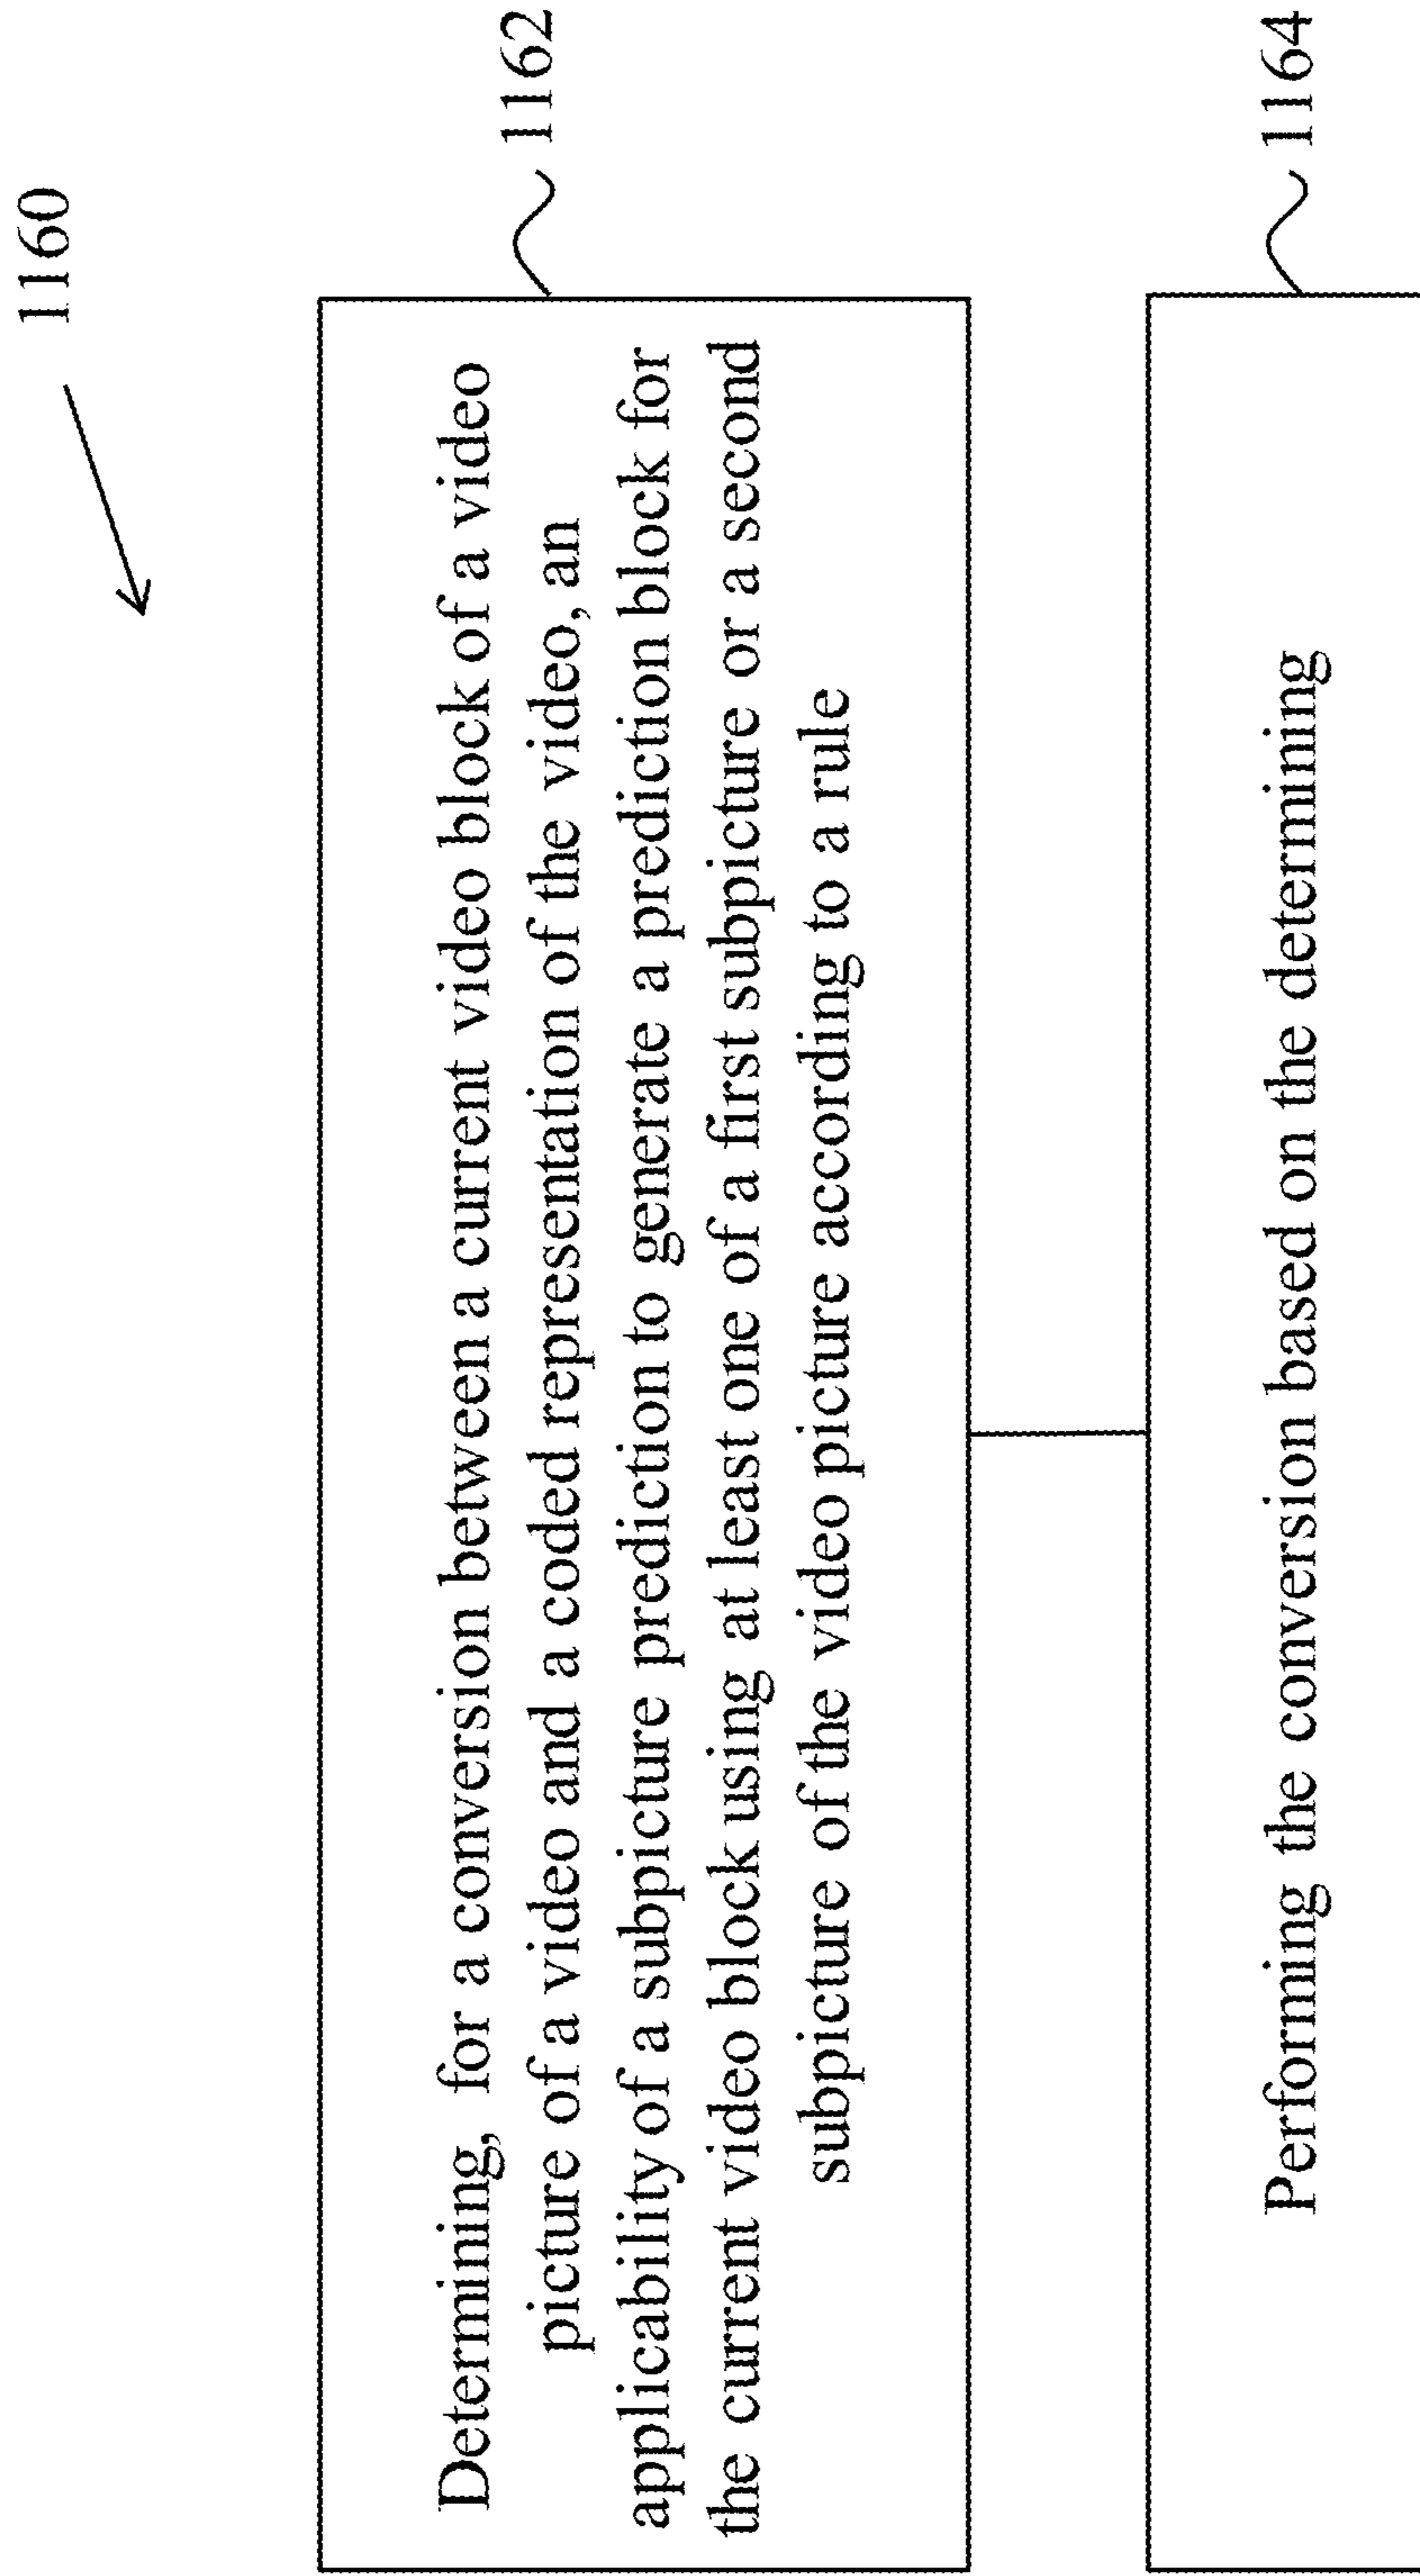 1160
Determining, for a conversion between a current video block of a video
picture of a video and a coded representation of the video, an
applicability of a subpicture prediction to generate a prediction block for
the current video block using at least one of a first subpicture or a second
subpicture of the video picture according to a rule
1162
Performing the conversion based on the determining
1164